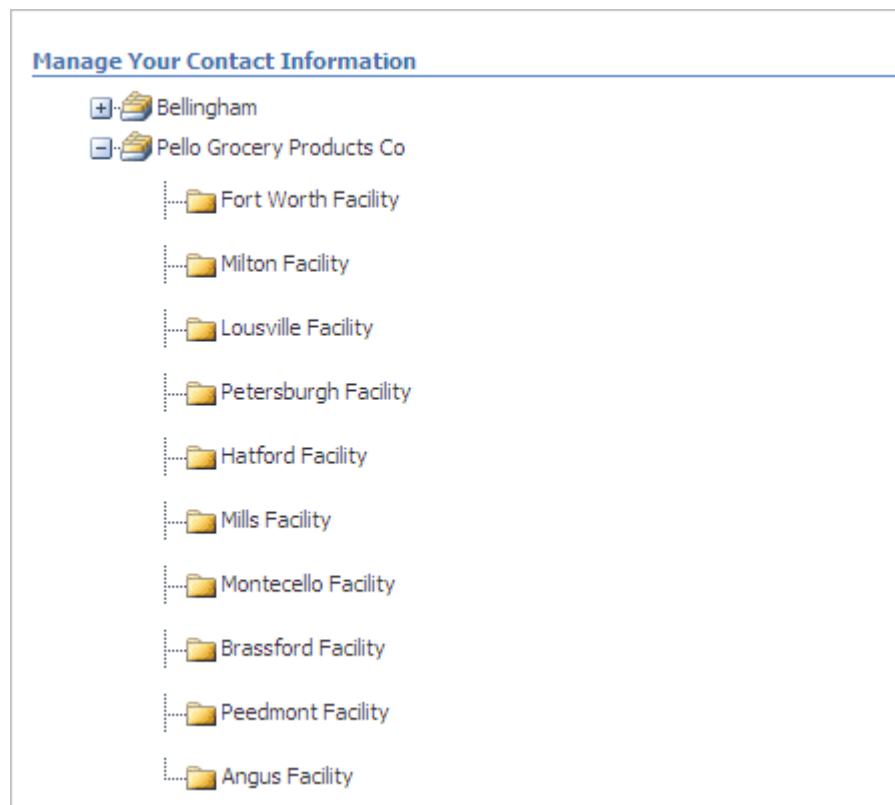 Manage Your Contact Information
Bellingham
Pello Grocery Products Co
Fort Worth Facility
Milton Facility
Lousville Facility
Petersburgh Facility
Hatford Facility
Mills Facility
Montecello Facility
Brassford Facility
Peedmont Facility
Angus Facility